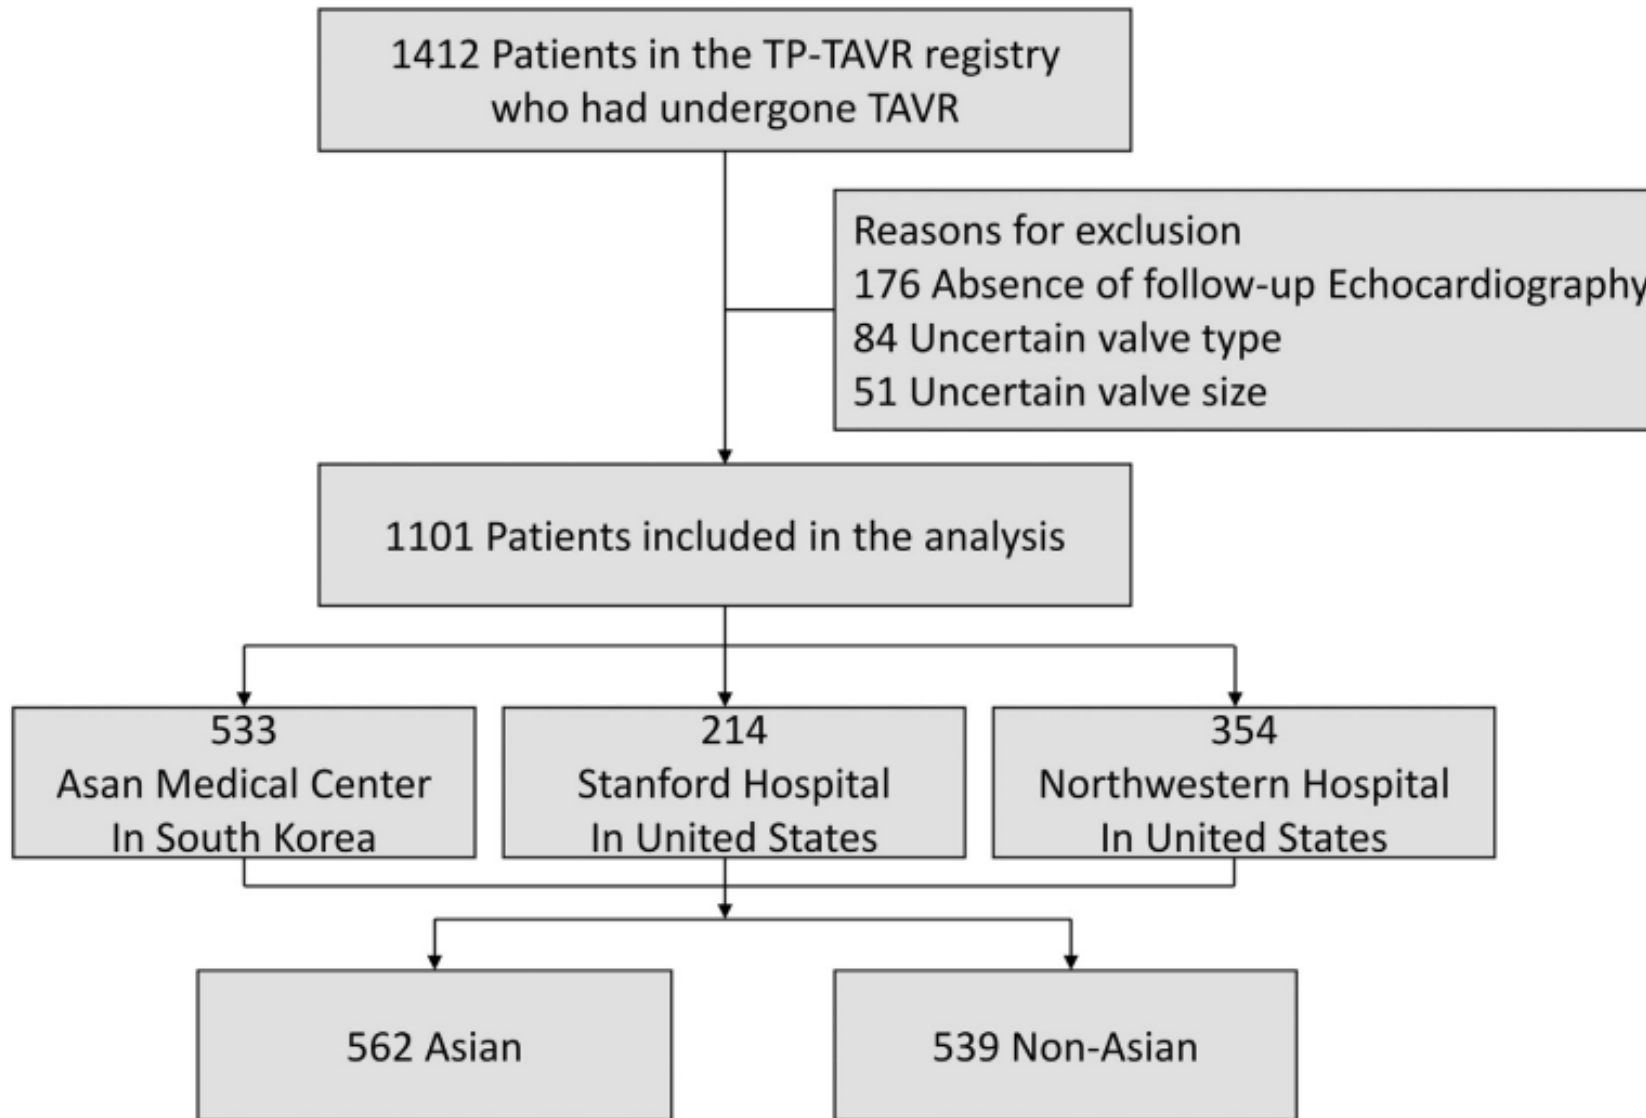 1412 Patients in the TP-TAVR registry
who had undergone TAVR
Reasons for exclusion
176 Absence of follow-up Echocardiography
84 Uncertain valve type
51 Uncertain valve size
1101 Patients included in the analysis
533
Asan Medical Center
In South Korea
214
Stanford Hospital
In United States
354
Northwestern Hospital
In United States
562 Asian
539 Non-Asian